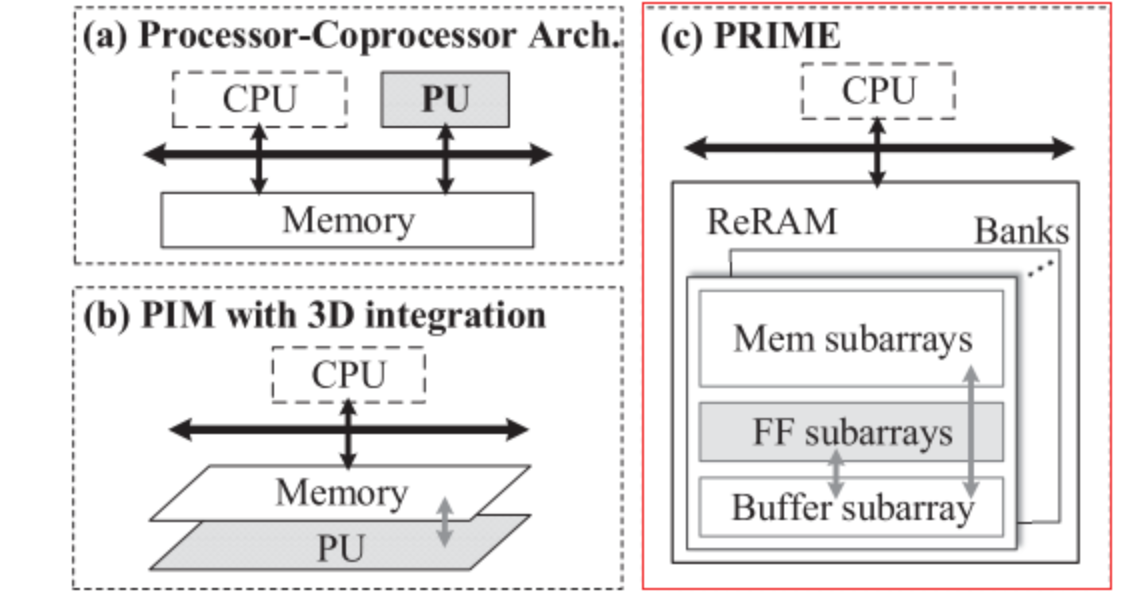 (a) Processor-Coprocessor Arch.
CPU
PU
Memory
(b) PIM with 3D integration
CPU
Memory
PU
(c) PRIME
CPU
ReRAM
Banks
Mem subarrays
FF subarrays
Buffer subarray